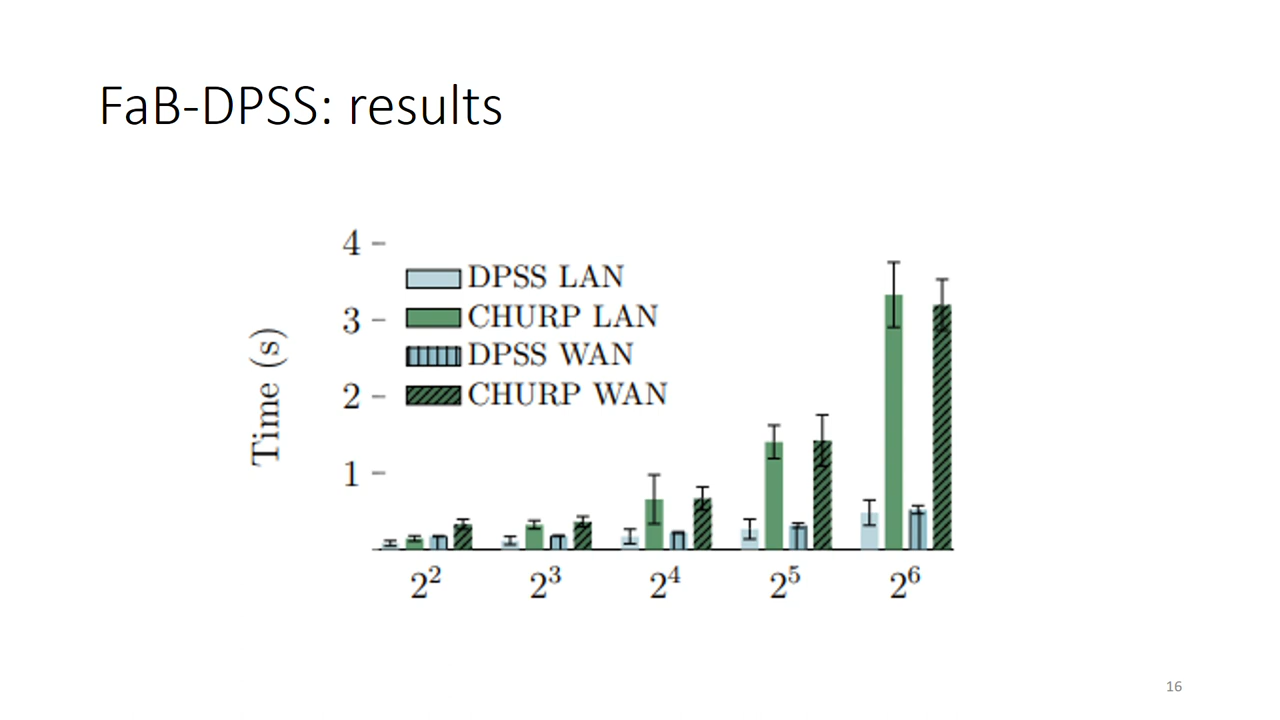 FaB-DPSS: results
4
3
2
1
Time (s)
DPSS LAN
CHURP LAN
DPSS WAN
CHURP WAN
2² 2³ 2⁴ 2⁵ 2⁶
16